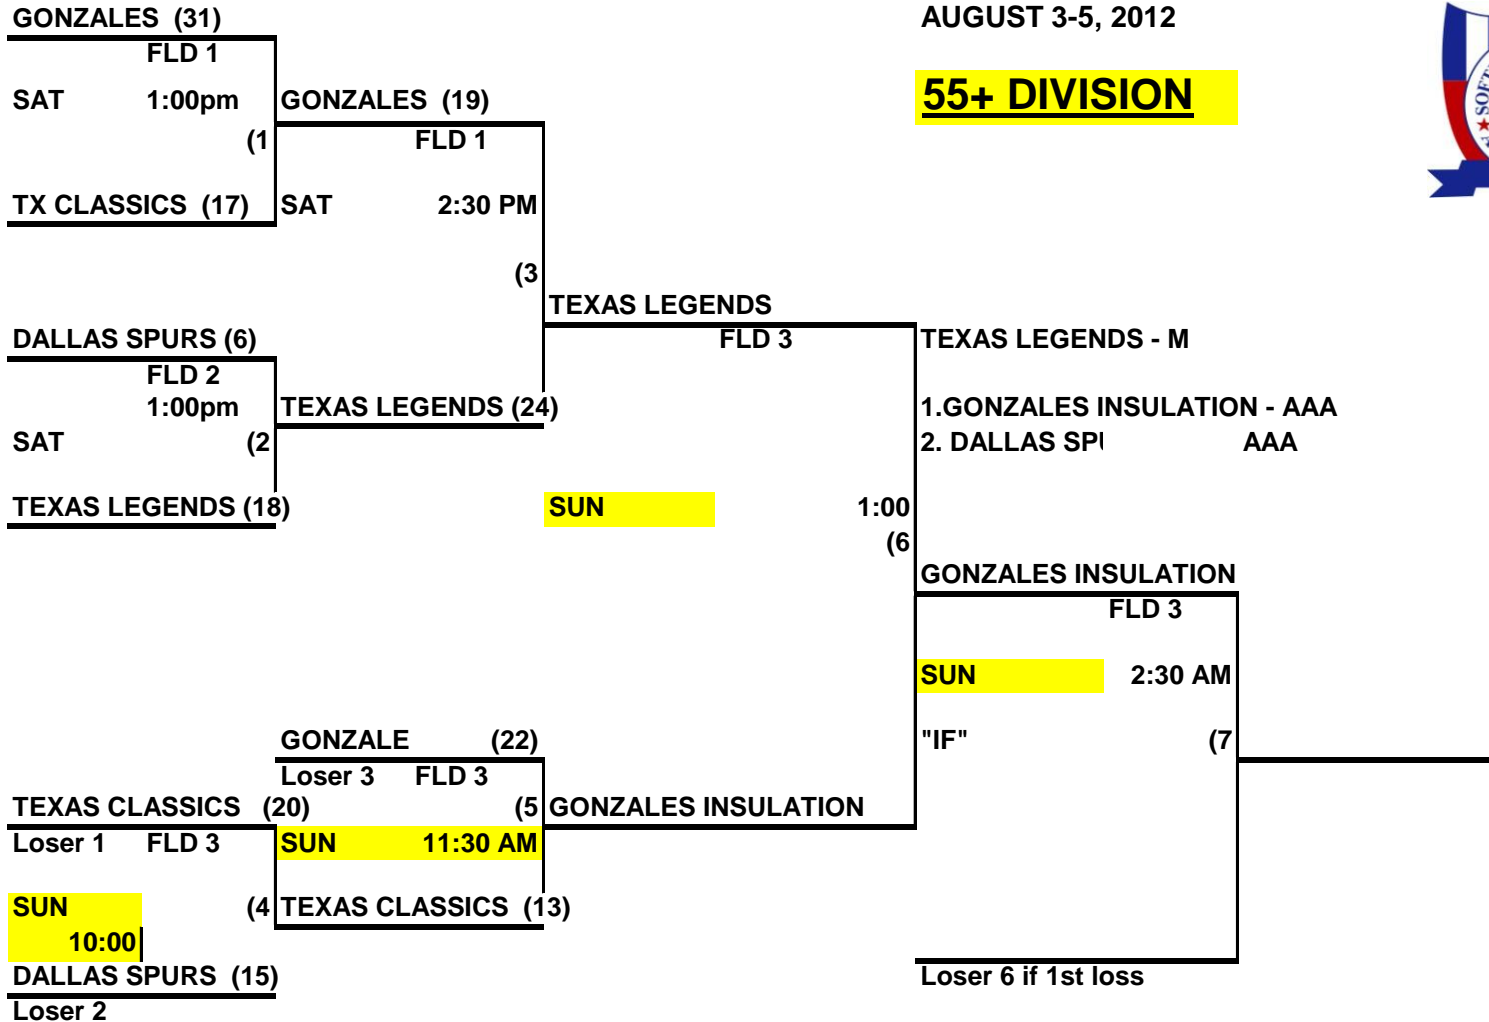 GONZALES (31)
AUGUST 3-5, 2012
FLD 1
55+ DIVISION
SAT 1:00pm
GONZALES (19)
(1
FLD 1
TX CLASSICS (17)
SAT 2:30 PM
(3
TEXAS LEGENDS
DALLAS SPURS (6)
FLD 3
TEXAS LEGENDS - M
FLD 2
1:00pm
TEXAS LEGENDS (24)
1.GONZALES INSULATION - AAA
SAT (2
2. DALLAS SP AAA
TEXAS LEGENDS (18)
SUN 1:00
(6
GONZALES INSULATION
FLD 3
SUN 2:30 AM
GONZALE (22)
"IF" (7
Loser 3 FLD 3
TEXAS CLASSICS (20)
(5
GONZALES INSULATION
Loser 1 FLD 3
SUN 11:30 AM
SUN (4
TEXAS CLASSICS (13)
10:00
DALLAS SPURS (15)
Loser 6 if 1st loss
Loser 2